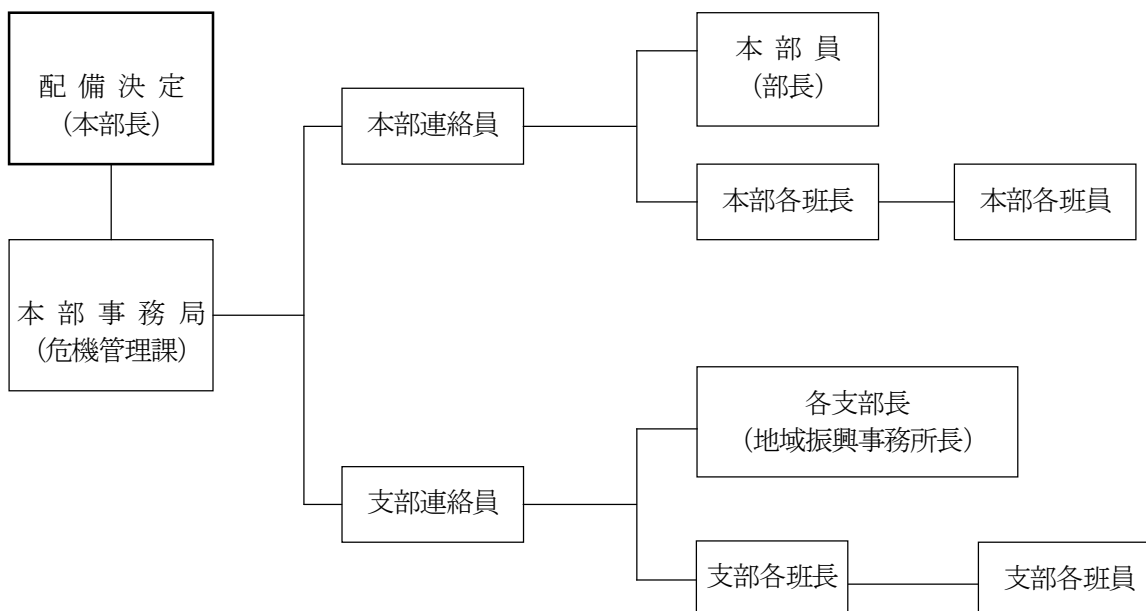 配備決定
(本部長)
本部事務局
(危機管理課)
本部連絡員
本部員
(部長)
本部各班長
本部各班員
支部連絡員
各支部長
(地域振興事務所長)
支部各班長
支部各班員